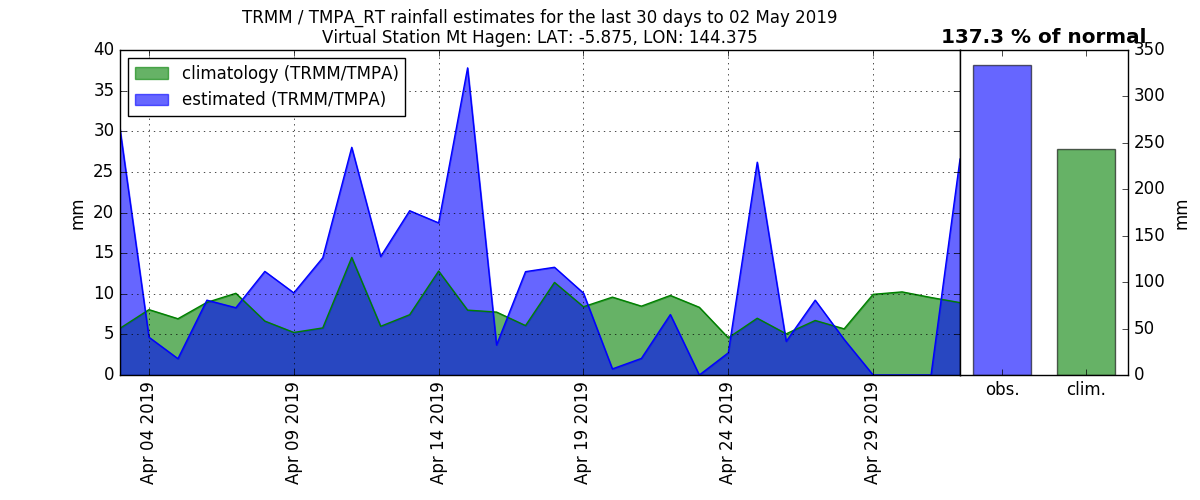 TRMM / TMPA_RT rainfall estimates for the last 30 days to 02 May 2019
Virtual Station Mt Hagen: LAT: -5.875, LON: 144.375
137.3 % of normal
climatology (TRMM/TMPA)
estimated (TRMM/TMPA)
40
35
30
25
20
15
10
5
0
mm
350
300
250
200
150
100
50
0
mm
obs.
clim.
Apr 04 2019
Apr 09 2019
Apr 14 2019
Apr 19 2019
Apr 24 2019
Apr 29 2019